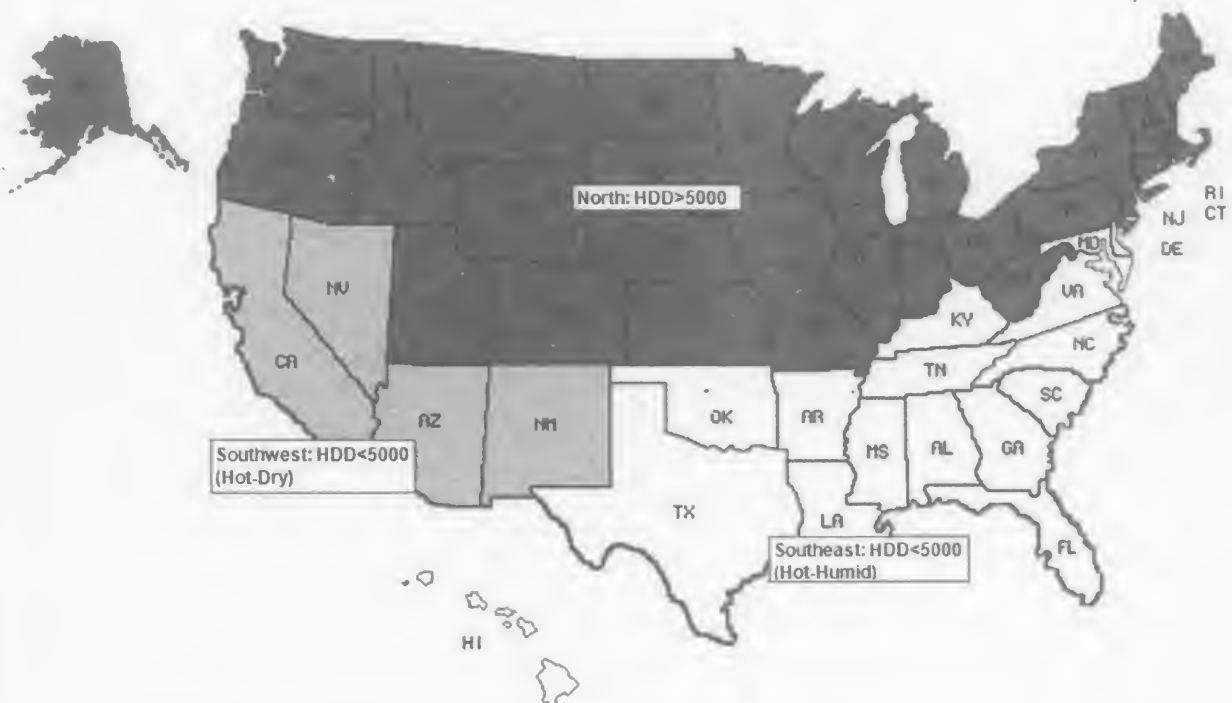 North: HDD>5000
RI
CT
NJ
DE
MD
VA
NV
KY
NC
CA
TN
SC
AZ
NM
OK
AR
MS
AL
GA
Southwest: HDD<5000
(Hot-Dry)
TX
LA
FL
Southeast: HDD<5000
(Hot-Humid)
HI